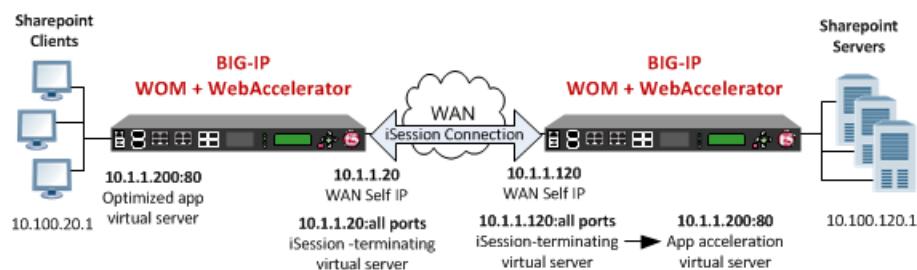 Sharepoint
Clients
BIG-IP
WOM + WebAccelerator
WAN
iSession Connection
BIG-IP
WOM + WebAccelerator
Sharepoint
Servers
10.100.20.1
10.1.1.200:80
Optimized app
virtual server
10.1.1.20
WAN Self IP
10.1.1.20:all ports
iSession -terminating
virtual server
10.1.1.120
WAN Self IP
10.1.1.120:all ports
iSession-terminating
virtual server
10.1.1.200:80
App acceleration
virtual server
10.100.120.1